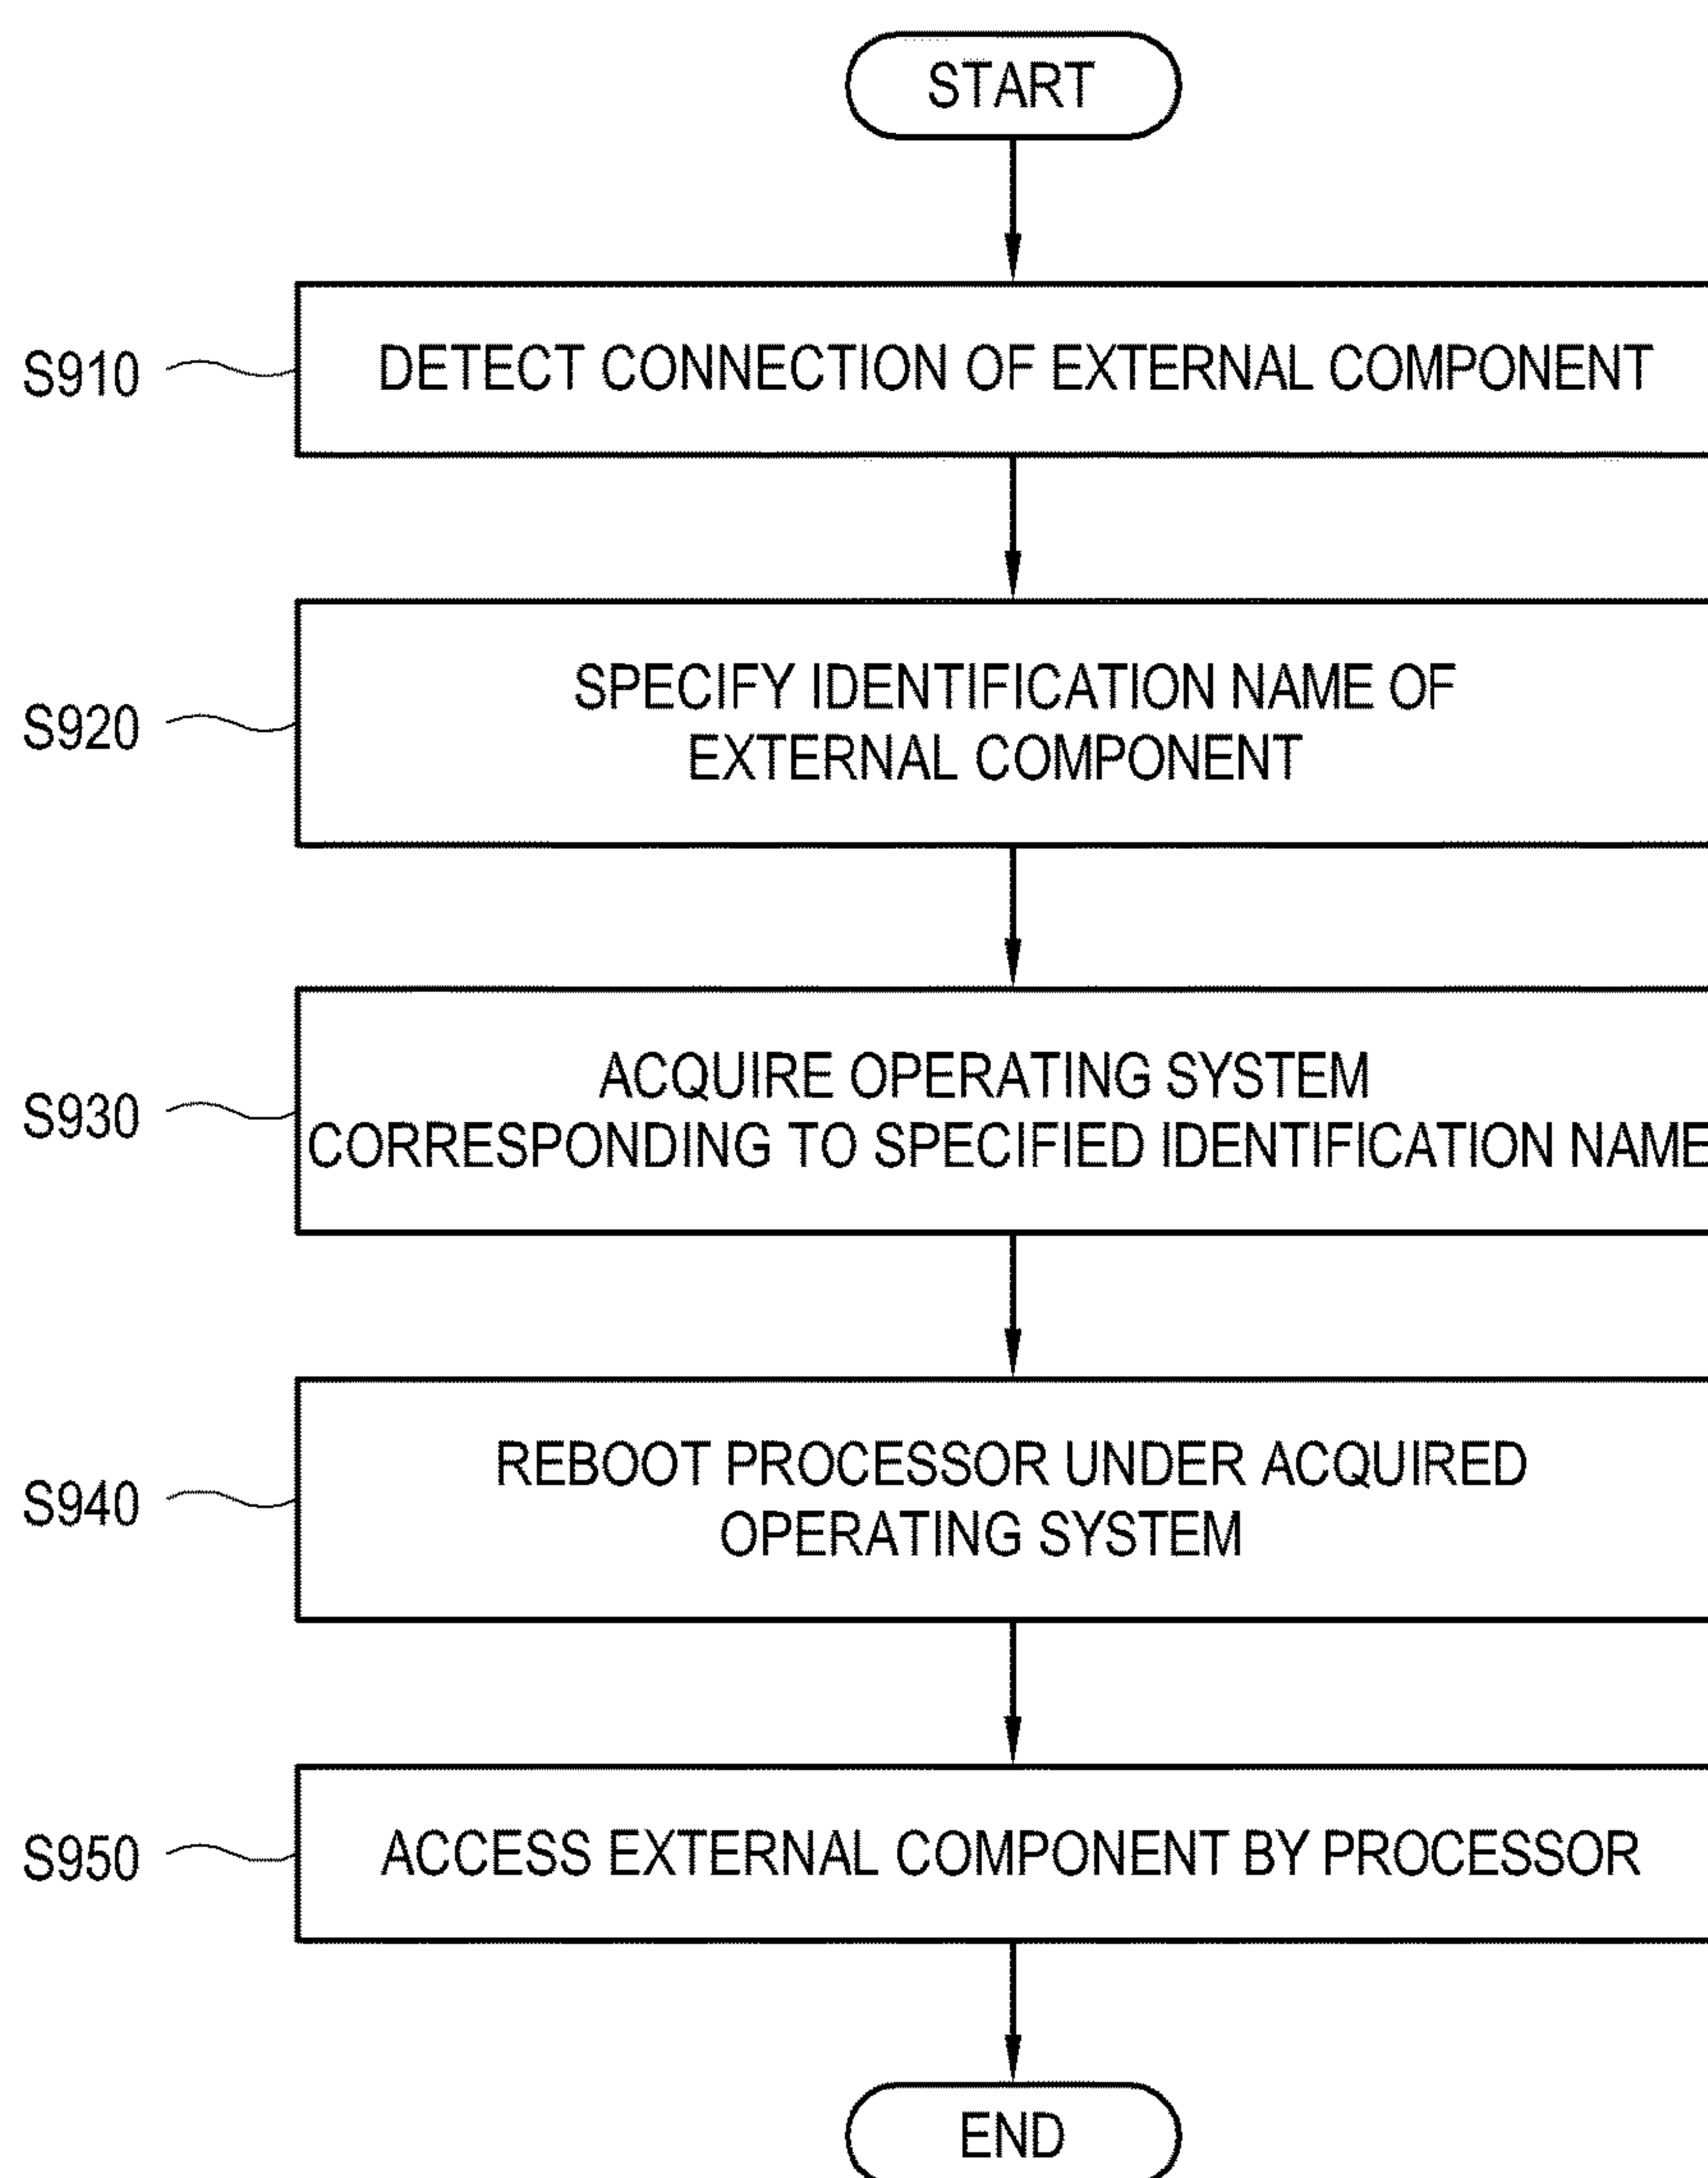 START
S910
DETECT CONNECTION OF EXTERNAL COMPONENT
S920
SPECIFY IDENTIFICATION NAME OF
EXTERNAL COMPONENT
S930
ACQUIRE OPERATING SYSTEM
CORRESPONDING TO SPECIFIED IDENTIFICATION NAME
S940
REBOOT PROCESSOR UNDER ACQUIRED
OPERATING SYSTEM
S950
ACCESS EXTERNAL COMPONENT BY PROCESSOR
END